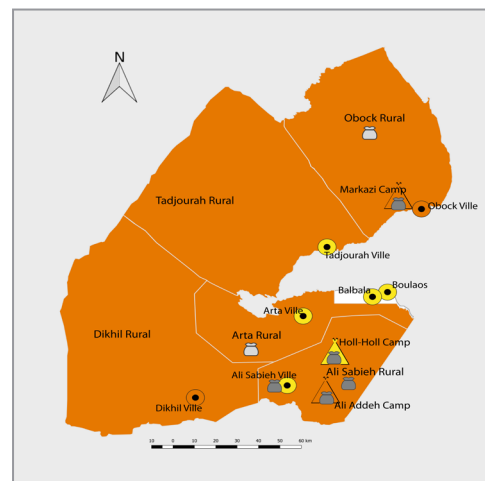 N
Obock Rural
Markazi Camp
Obock Ville
Tadjourah Rural
Tadjourah Ville
Balbala
Boulaos
Arta Ville
Dikhil Rural
Arta Rural
Holl-Holl Camp
Ali Sabieh Ville
Ali Sabieh Rural
Dikhil Ville
Ali Addeh Camp
10 0 10 20 30 40 50 60 km